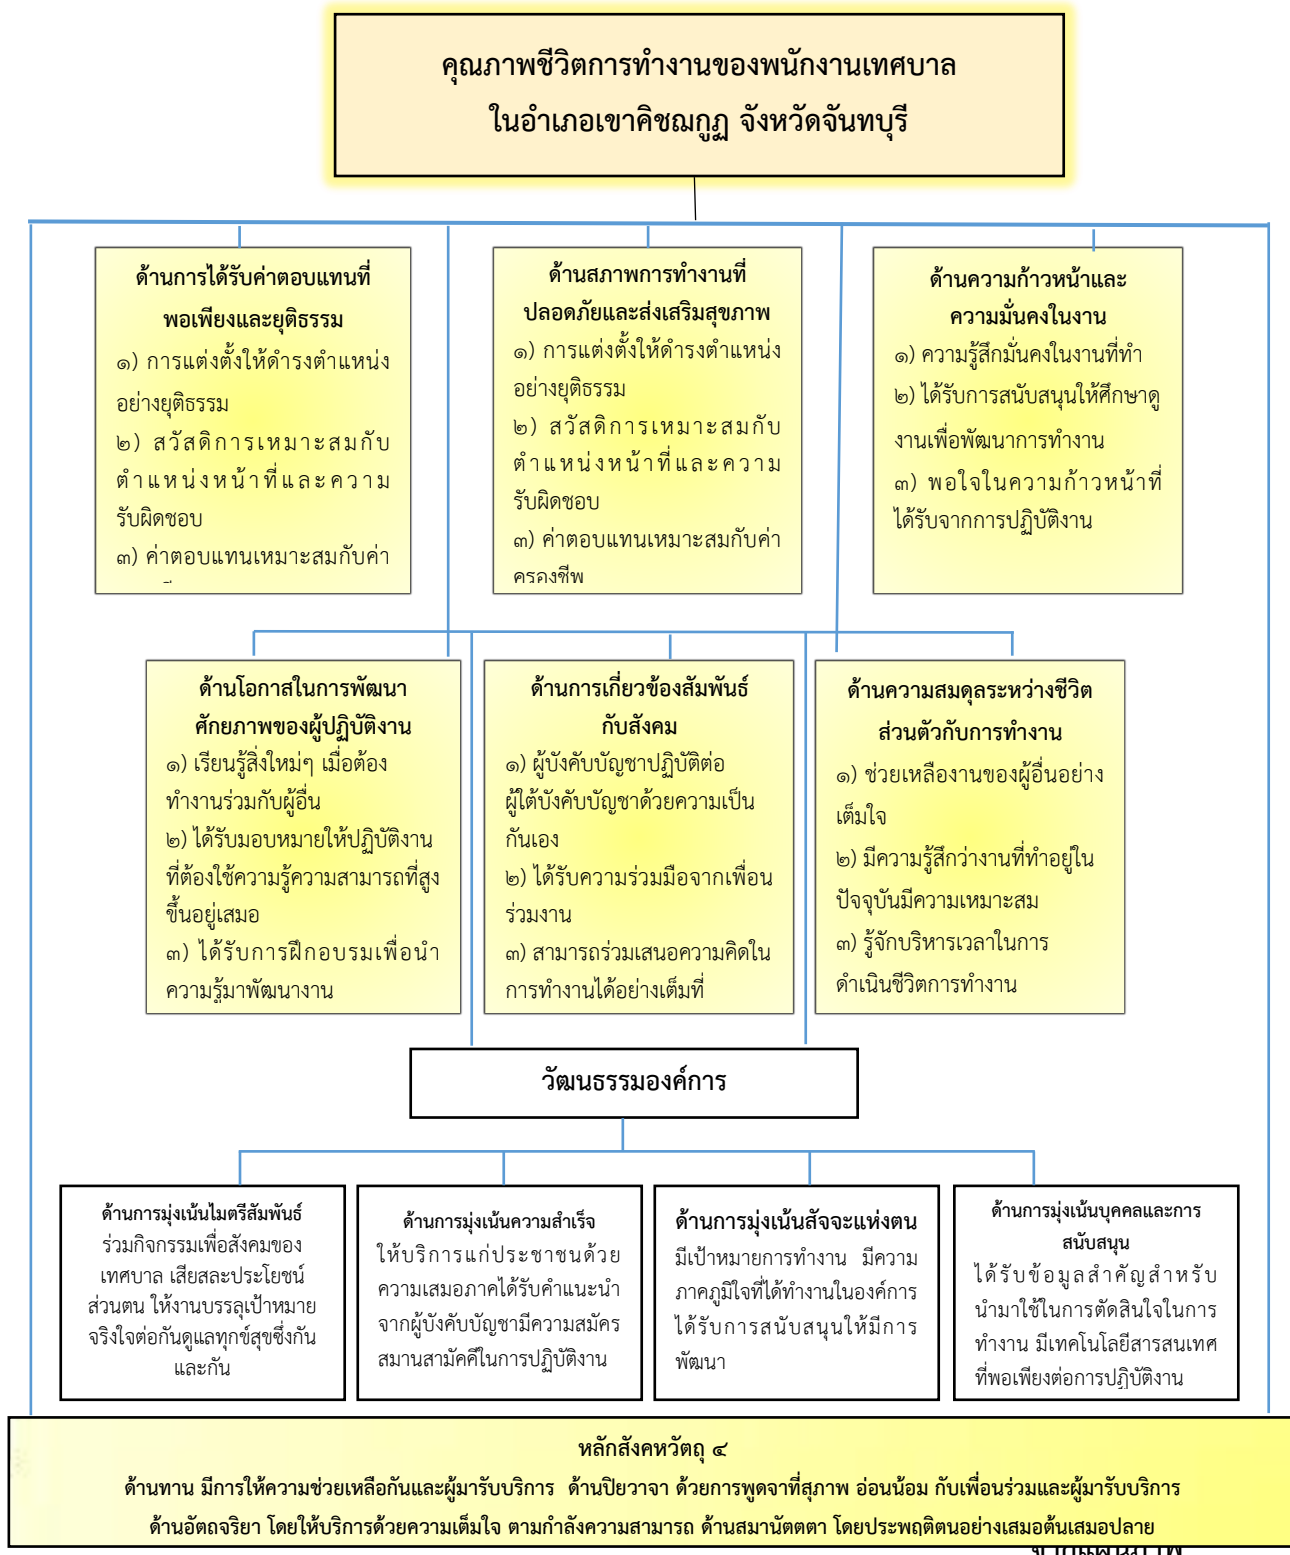 คุณภาพชีวิตการทำงานของพนักงานเทศบาล
ในอำเภอเขาคิชฌกูฏ จังหวัดจันทบุรี
ด้านการได้รับค่าตอบแทนที่
พอเพียงและยุติธรรม
๑) การแต่งตั้งให้ดำรงตำแหน่ง
อย่างยุติธรรม
๒) สวัสดิการเหมาะสมกับ
ตำแหน่งหน้าที่และความ
รับผิดชอบ
๓) ค่าตอบแทนเหมาะสมกับค่า
ด้านสภาพการทำงานที่
ปลอดภัยและส่งเสริมสุขภาพ
๑) การแต่งตั้งให้ดำรงตำแหน่ง
อย่างยุติธรรม
๒) สวัสดิการเหมาะสมกับ
ตำแหน่งหน้าที่และความ
รับผิดชอบ
๓) ค่าตอบแทนเหมาะสมกับค่า
ครองชีพ
ด้านความก้าวหน้าและ
ความมั่นคงในงาน
๑) ความรู้สึกมั่นคงในงานที่ทำ
๒) ได้รับการสนับสนุนให้ศึกษาดู
งานเพื่อพัฒนาการทำงาน
๓) พอใจในความก้าวหน้าที่
ได้รับจากการปฏิบัติงาน
ด้านโอกาสในการพัฒนา
ศักยภาพของผู้ปฏิบัติงาน
๑) เรียนรู้สิ่งใหม่ๆ เมื่อต้อง
ทำงานร่วมกับผู้อื่น
๒) ได้รับมอบหมายให้ปฏิบัติงาน
ที่ต้องใช้ความรู้ความสามารถที่สูง
ขึ้นอยู่เสมอ
๓) ได้รับการฝึกอบรมเพื่อนำ
ความรู้มาพัฒนางาน
ด้านการเกี่ยวข้องสัมพันธ์
กับสังคม
๑) ผู้บังคับบัญชาปฏิบัติต่อ
ผู้ใต้บังคับบัญชาด้วยความเป็น
กันเอง
๒) ได้รับความร่วมมือจากเพื่อน
ร่วมงาน
๓) สามารถร่วมเสนอความคิดใน
การทำงานได้อย่างเต็มที่
ด้านความสมดุลระหว่างชีวิต
ส่วนตัวกับการทำงาน
๑) ช่วยเหลืองานของผู้อื่นอย่าง
เต็มใจ
๒) มีความรู้สึกว่างานที่ทำอยู่ใน
ปัจจุบันมีความเหมาะสม
๓) รู้จักบริหารเวลาในการ
ดำเนินชีวิตการทำงาน
วัฒนธรรมองค์การ
ด้านการมุ่งเน้นไมตรีสัมพันธ์
ร่วมกิจกรรมเพื่อสังคมของ
เทศบาล เสียสละประโยชน์
ส่วนตน ให้งานบรรลุเป้าหมาย
จริงใจต่อกันดูแลทุกข์สุขซึ่งกัน
และกัน
ด้านการมุ่งเน้นความสำเร็จ
ให้บริการแก่ประชาชนด้วย
ความเสมอภาคได้รับคำแนะนำ
จากผู้บังคับบัญชามีความสมัคร
สมานสามัคคีในการปฏิบัติงาน
ด้านการมุ่งเน้นสัจจะแห่งตน
มีเป้าหมายการทำงาน มีความ
ภาคภูมิใจที่ได้ทำงานในองค์การ
ได้รับการสนับสนุนให้มีการ
พัฒนา
ด้านการมุ่งเน้นบุคคลและการ
สนับสนุน
ได้รับข้อมูลสำคัญสำหรับ
นำมาใช้ในการตัดสินใจในการ
ทำงาน มีเทคโนโลยีสารสนเทศ
ที่พอเพียงต่อการปฏิบัติงาน
หลักสังคหวัตถุ ๔
ด้านทาน มีการให้ความช่วยเหลือกันและผู้มารับบริการ ด้านปิยวาจา ด้วยการพูดจาที่สุภาพ อ่อนน้อม กับเพื่อนร่วมและผู้มารับบริการ
ด้านอัตถจริยา โดยให้บริการด้วยความเต็มใจ ตามกำลังความสามารถ ด้านสมานัตตตา โดยประพฤติตนอย่างเสมอต้นเสมอปลาย